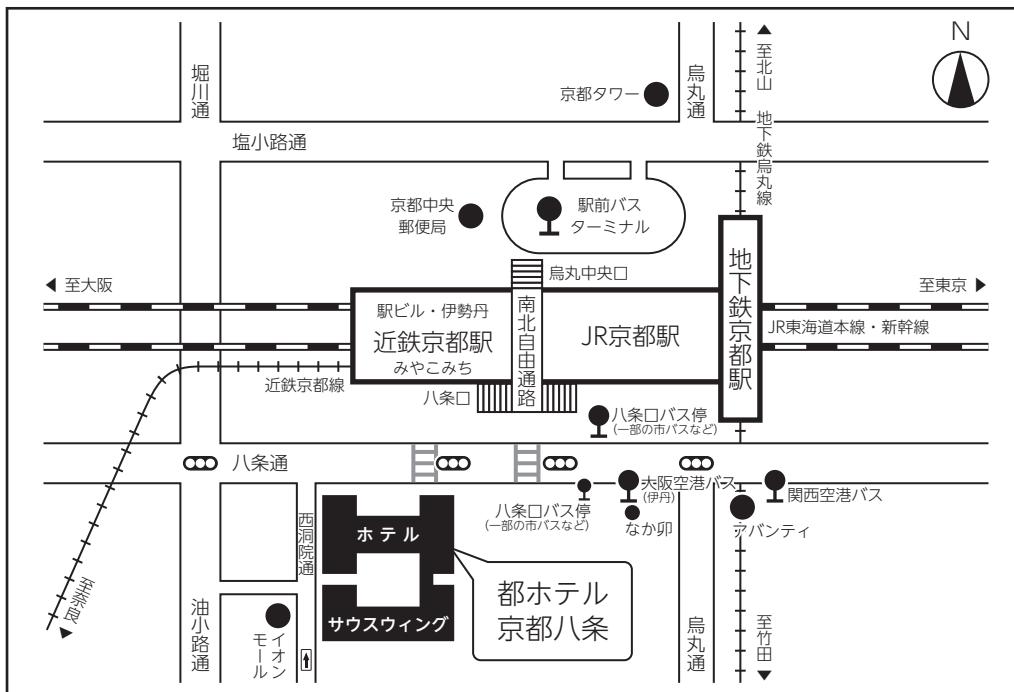 N
堀川通
京都タワー
烏丸通
至北山
地下鉄烏丸線
塩小路通
京都中央
郵便局
駅前バス
ターミナル
烏丸中央口
至大阪
至東京
駅ビル・伊勢丹
近鉄京都駅
みやこみち
南北自由通路
JR京都駅
地下鉄京都駅
JR東海道本線・新幹線
近鉄京都線
八条口
八条口バス停
(一部の市バスなど)
八条通
大阪空港バス
(伊丹)
関西空港バス
八条口バス停
(一部の市バスなど)
なか卯
アバンティ
西洞院通
ホテル
サウスウィング
都ホテル
京都八条
至奈良
油小路通
イオン
モール
烏丸通
至竹田